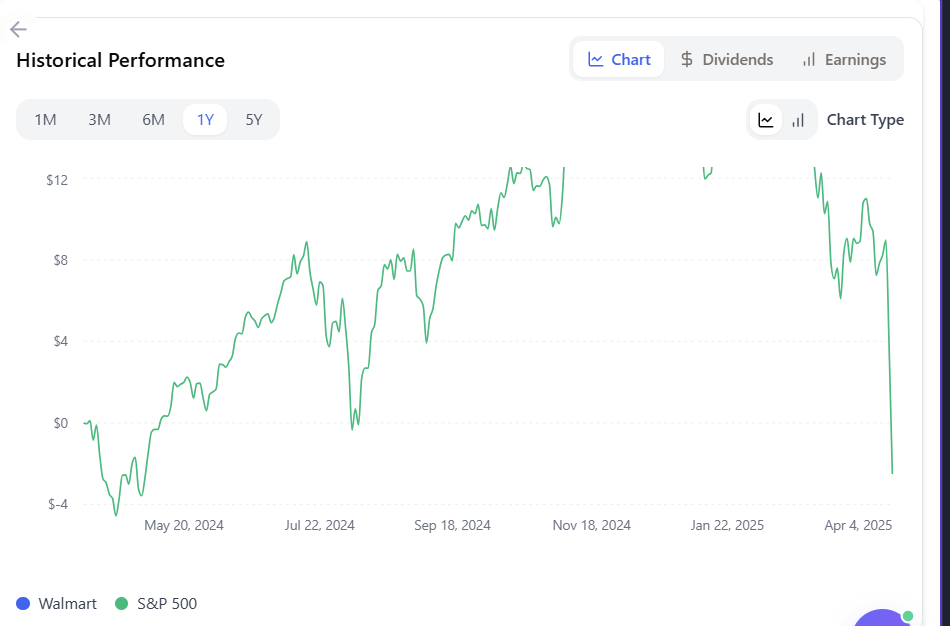 Historical Performance
Chart
Dividends
Earnings
1M
3M
6M
1Y
5Y
Chart Type
$12
$8
$4
$0
$-4
May 20, 2024
Jul 22, 2024
Sep 18, 2024
Nov 18, 2024
Jan 22, 2025
Apr 4, 2025
Walmart
S&P 500